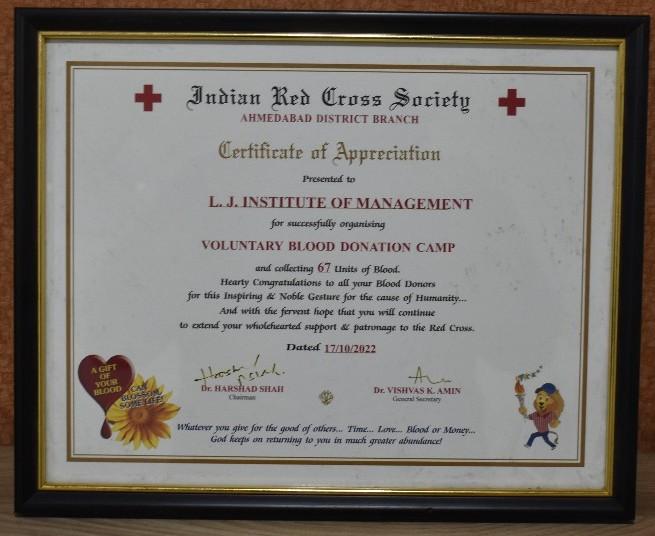 Indian Red Cross Society
AHMEDABAD DISTRICT BRANCH
Certificate of Appreciation
Presented to
L. J. INSTITUTE OF MANAGEMENT
for successfully organising
VOLUNTARY BLOOD DONATION CAMP
and collecting 67 Units of Blood.
Hearty Congratulations to all your Blood Donors
for this Inspiring & Noble Gesture for the cause of Humanity...
And with the fervent hope that you will continue
to extend your wholehearted support & patronage to the Red Cross.
Dated 17/10/2022
Dr. HARSHAD SHAH
Chairman
Dr. VISHVAS K. AMIN
General Secretary
A GIFT
OF
YOUR
BLOOD
CAN
BLOSSOM
SOME LIFE!
Whatever you give for the good of others... Time... Love... Blood or Money...
God keeps on returning to you in much greater abundance!